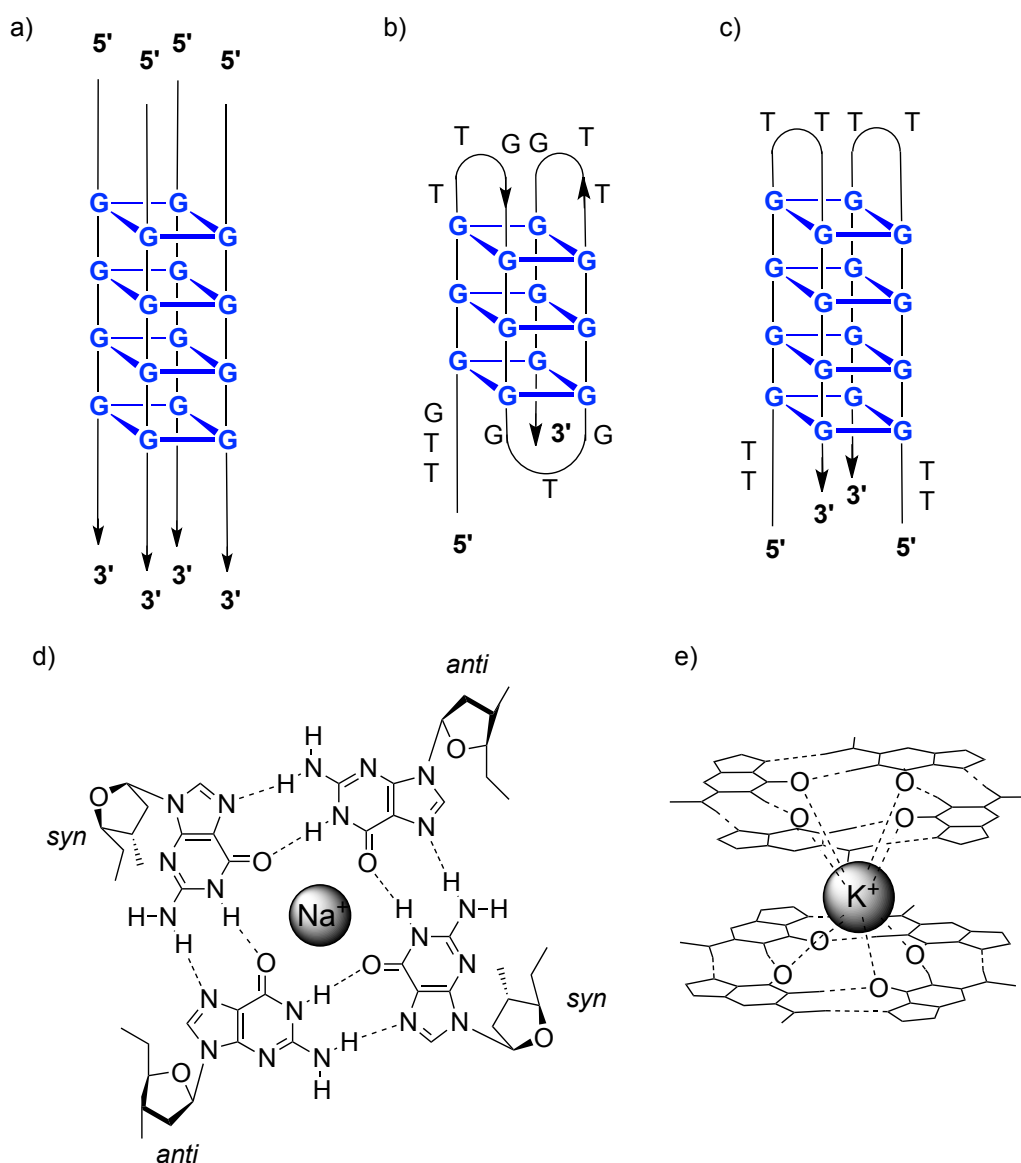 a)
b)
c)
5' 5' 5' 5'
G G
G G
G G
G G
G G
G G
G G
G G
3' 3' 3' 3'
T G G T
T T
G G
G G
G G
G G
G G
G G
G
T
T
G 3' G
T
5'
T T T T
G G
G G
G G
G G
G G
G G
G G
G G
T T
T T
3' 3'
5' 5'
d)
anti
syn
H
H N N N O
O N N H N N
N O H O N
N N H
H N H Na+ H N H
O O N N
N H syn
N N H N N O
N N N H
O H
anti
e)
O O
O O
K+
O O
O O